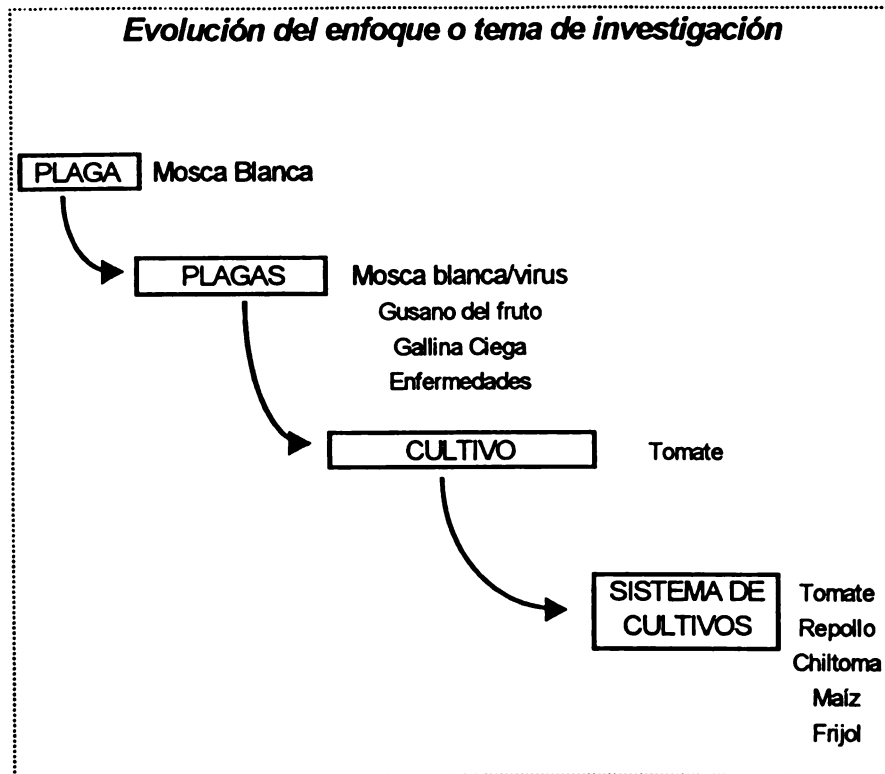 Evolución del enfoque o tema de investigación
PLAGA Mosca Blanca
PLAGAS Mosca blanca/virus
Gusano del fruto
Gallina Ciega
Enfermedades
CULTIVO Tomate
SISTEMA DE CULTIVOS
Tomate
Repollo
Chiltoma
Maíz
Frijol